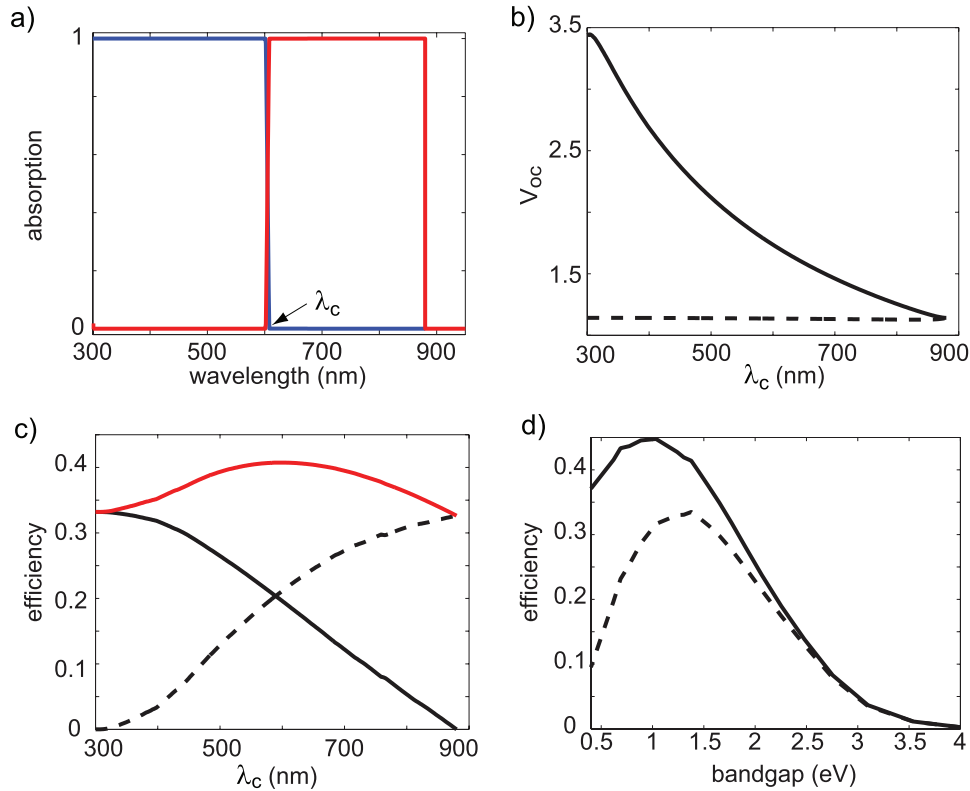 a)
1
absorption
0
λc
300 500 700 900
wavelength (nm)
b)
3.5
2.5
1.5
Voc
300 500 700 900
λc (nm)
c)
0.4
0.3
0.2
0.1
0
efficiency
300 500 700 900
λc (nm)
d)
0.4
0.3
0.2
0.1
0
efficiency
0.5 1 1.5 2 2.5 3 3.5 4
bandgap (eV)